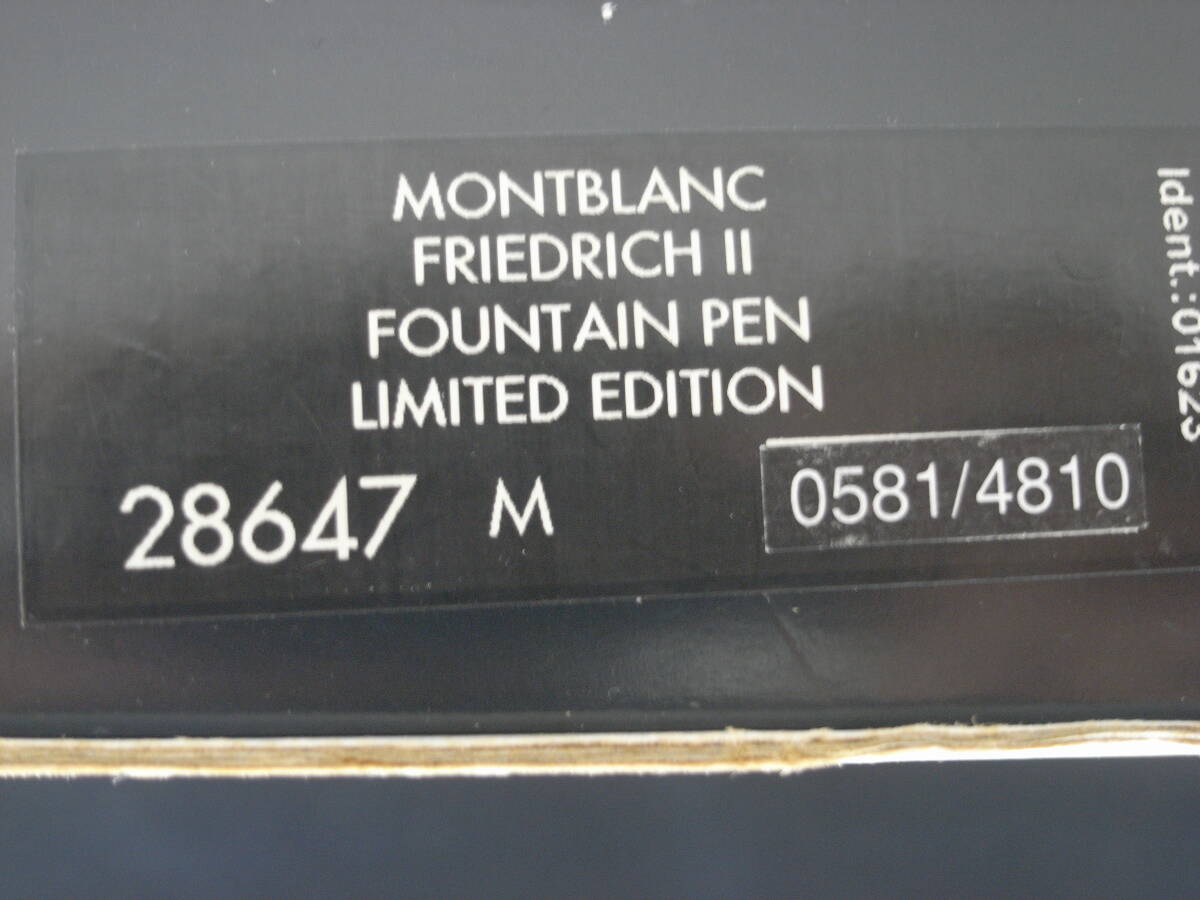 MONTBLANC
FRIEDRICH II
FOUNTAIN PEN
LIMITED EDITION
28647 M 0581/4810
Ident.:01623